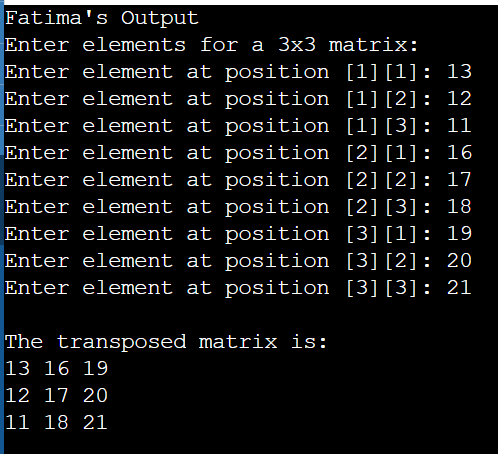 Fatima's Output
Enter elements for a 3x3 matrix:
Enter element at position [1][1]: 13
Enter element at position [1][2]: 12
Enter element at position [1][3]: 11
Enter element at position [2][1]: 16
Enter element at position [2][2]: 17
Enter element at position [2][3]: 18
Enter element at position [3][1]: 19
Enter element at position [3][2]: 20
Enter element at position [3][3]: 21
The transposed matrix is:
13 16 19
12 17 20
11 18 21